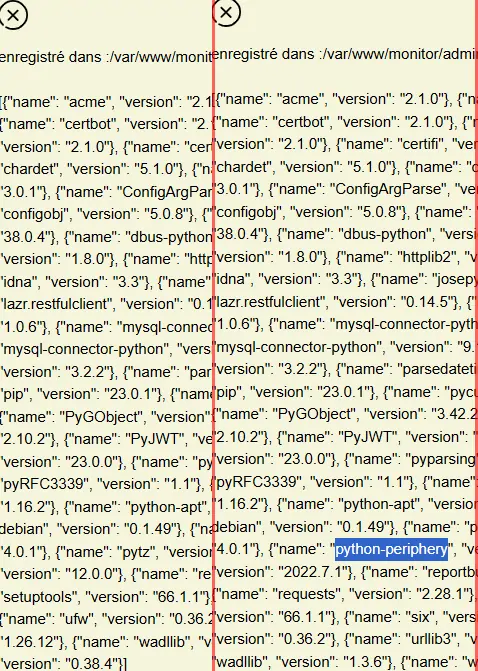 enregistré dans :/var/www/monit
[{"name": "acme", "version": "2.1
{"name": "certbot", "version": "2.
"version": "2.1.0"}, {"name": "cer
"chardet", "version": "5.1.0"}, {"n
"3.0.1"}, {"name": "ConfigArgPar
"configobj", "version": "5.0.8"}, {"
"38.0.4"}, {"name": "dbus-python
"version": "1.8.0"}, {"name": "http
"idna", "version": "3.3"}, {"name"
"lazr.restfulclient", "version": "0.1
"1.0.6"}, {"name": "mysql-connec
"mysql-connector-python", "vers
"version": "3.2.2"}, {"name": "par
"pip", "version": "23.0.1"}, {"nam
{"name": "PyGObject", "version"
"2.10.2"}, {"name": "PyJWT", "ve
"version": "23.0.0"}, {"name": "py
"pyRFC3339", "version": "1.1"}, {
"1.16.2"}, {"name": "python-apt",
debian", "version": "0.1.49"}, {"na
"4.0.1"}, {"name": "pytz", "version
"version": "12.0.0"}, {"name": "re
"setuptools", "version": "66.1.1"}
{"name": "ufw", "version": "0.36.2
"1.26.12"}, {"name": "wadllib", "v
"version": "0.38.4"}]
enregistré dans :/var/www/monitor/admi
[{"name": "acme", "version": "2.1.0"}, {"n
{"name": "certbot", "version": "2.1.0"}, {"
"version": "2.1.0"}, {"name": "certifi", "ve
"chardet", "version": "5.1.0"}, {"name": "c
"3.0.1"}, {"name": "ConfigArgParse", "ve
"configobj", "version": "5.0.8"}, {"name":
"38.0.4"}, {"name": "dbus-python", "versi
"version": "1.8.0"}, {"name": "httplib2", "v
"idna", "version": "3.3"}, {"name": "josepy
"lazr.restfulclient", "version": "0.14.5"}, {"
"1.0.6"}, {"name": "mysql-connector-pyth
"mysql-connector-python", "version": "9.
"version": "3.2.2"}, {"name": "parsedateti
"pip", "version": "23.0.1"}, {"name": "pycu
{"name": "PyGObject", "version": "3.42.2
"2.10.2"}, {"name": "PyJWT", "version": "
"version": "23.0.0"}, {"name": "pyparsing
"pyRFC3339", "version": "1.1"}, {"name":
"1.16.2"}, {"name": "python-apt", "version
debian", "version": "0.1.49"}, {"name": "p
"4.0.1"}, {"name": "python-periphery", "ve
"version": "2022.7.1"}, {"name": "reportbu
{"name": "requests", "version": "2.28.1"}
"version": "66.1.1"}, {"name": "six", "vers
"version": "0.36.2"}, {"name": "urllib3", "v
"wadllib", "version": "1.3.6"}, {"name": "w